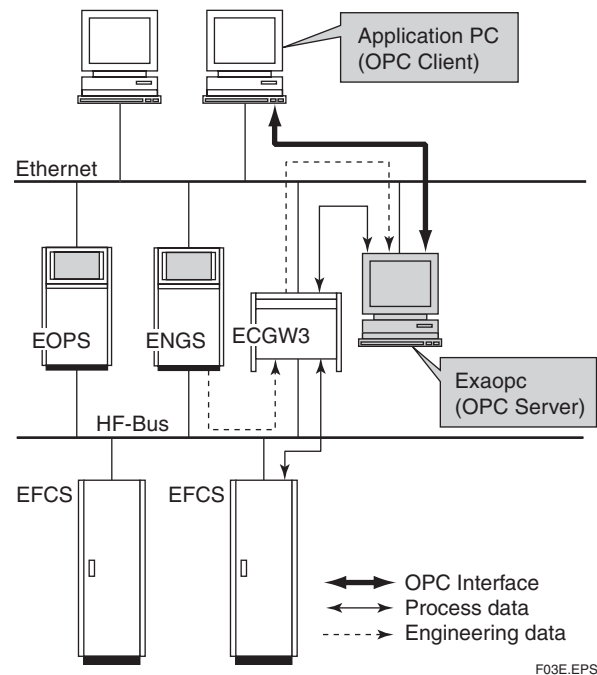 Application PC
(OPC Client)
Ethernet
EOPS
ENGS
ECGW3
Exaopc
(OPC Server)
HF-Bus
EFCS
EFCS
OPC Interface
Process data
Engineering data
F03E.EPS